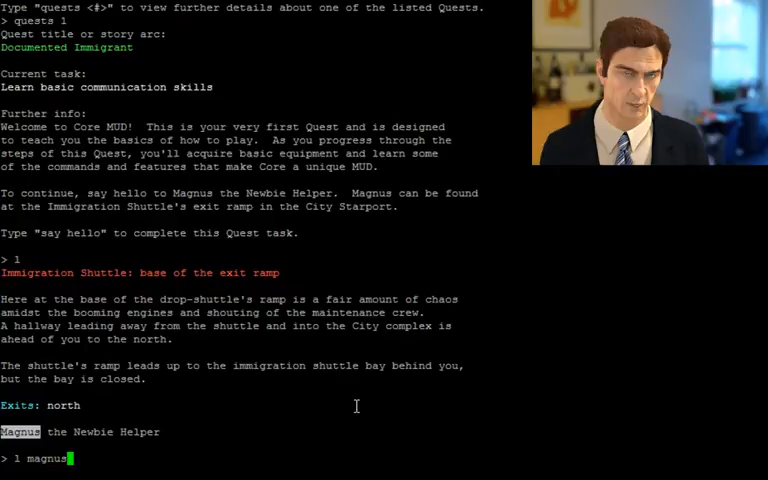 Type "quests <#>" to view further details about one of the listed Quests.
> quests 1
Quest title or story arc:
Documented Immigrant
Current task:
Learn basic communication skills
Further info:
Welcome to Core MUD!  This is your very first Quest and is designed
to teach you the basics of how to play.  As you progress through the
steps of this Quest, you'll acquire basic equipment and learn some
of the commands and features that make Core a unique MUD.
To continue, say hello to Magnus the Newbie Helper.  Magnus can be found
at the Immigration Shuttle's exit ramp in the City Starport.
Type "say hello" to complete this Quest task.
> l
Immigration Shuttle: base of the exit ramp
Here at the base of the drop-shuttle's ramp is a fair amount of chaos
amidst the booming engines and shouting of the maintenance crew.
A hallway leading away from the shuttle and into the City complex is
ahead of you to the north.
The shuttle's ramp leads up to the immigration shuttle bay behind you,
but the bay is closed.
Exits: north
Magnus the Newbie Helper
> l magnus